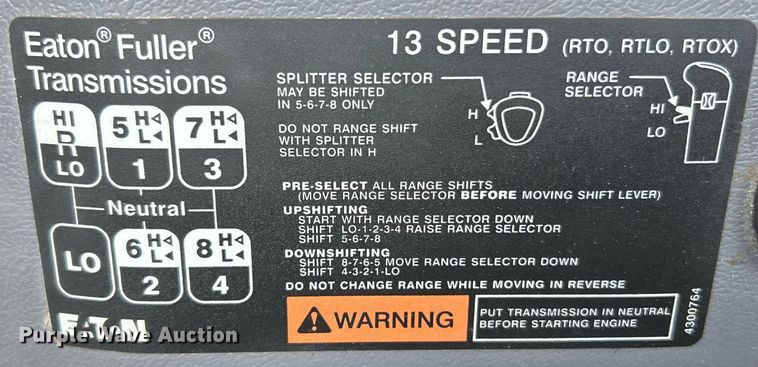 Eaton® Fuller®
Transmissions
13 SPEED (RTO, RTLO, RTOX)
SPLITTER SELECTOR
MAY BE SHIFTED
IN 5-6-7-8 ONLY
H
L
RANGE
SELECTOR
HI
LO
DO NOT RANGE SHIFT
WITH SPLITTER
SELECTOR IN H
HI
R
LO
5 H
L
1
7 H
L
3
Neutral
LO
6 H
L
2
8 H
L
4
PRE-SELECT ALL RANGE SHIFTS
(MOVE RANGE SELECTOR BEFORE MOVING SHIFT LEVER)
UPSHIFTING
START WITH RANGE SELECTOR DOWN
SHIFT LO-1-2-3-4 RAISE RANGE SELECTOR
SHIFT 5-6-7-8
DOWNSHIFTING
SHIFT 8-7-6-5 MOVE RANGE SELECTOR DOWN
SHIFT 4-3-2-1-LO
DO NOT CHANGE RANGE WHILE MOVING IN REVERSE
WARNING
PUT TRANSMISSION IN NEUTRAL
BEFORE STARTING ENGINE
4300764
EATON
Purple Wave Auction